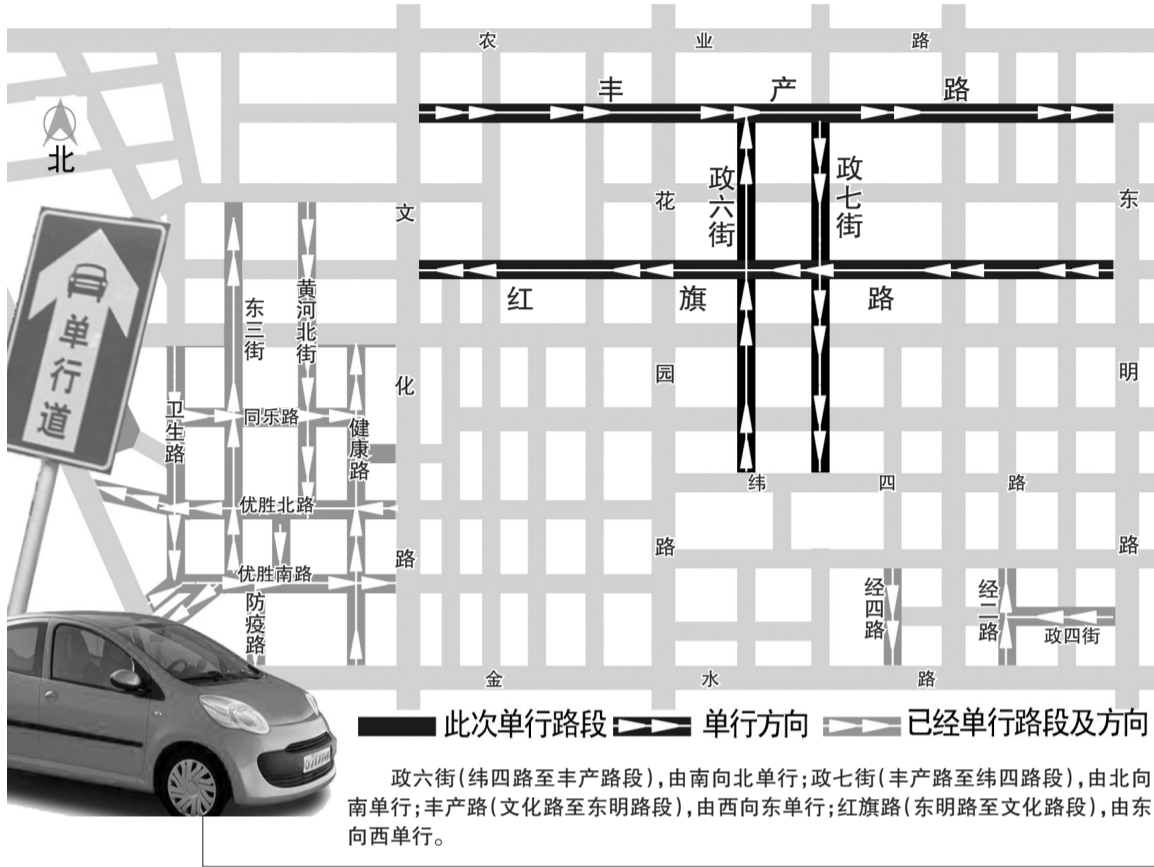 农业路
丰产路
北
政六街
政七街
文化路
花园路
东明路
单行道
红旗路
黄河北街
东三街
卫生路
同乐路
健康路
优胜北路
纬四路
优胜南路
防疫路
经四路
经二路
政四街
金水路
此次单行路段
单行方向
已经单行路段及方向
政六街(纬四路至丰产路段),由南向北单行;政七街(丰产路至纬四路段),由北向
南单行;丰产路(文化路至东明路段),由西向东单行;红旗路(东明路至文化路段),由东
向西单行。